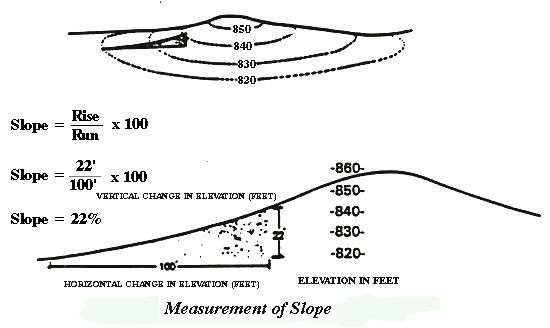 850
840
830
820
Slope = Rise / Run x 100
Slope = 22' / 100' x 100
VERTICAL CHANGE IN ELEVATION (FEET)
Slope = 22%
-860-
-850-
-840-
-830-
-820-
22'
100'
HORIZONTAL CHANGE IN ELEVATION (FEET)
ELEVATION IN FEET
Measurement of Slope